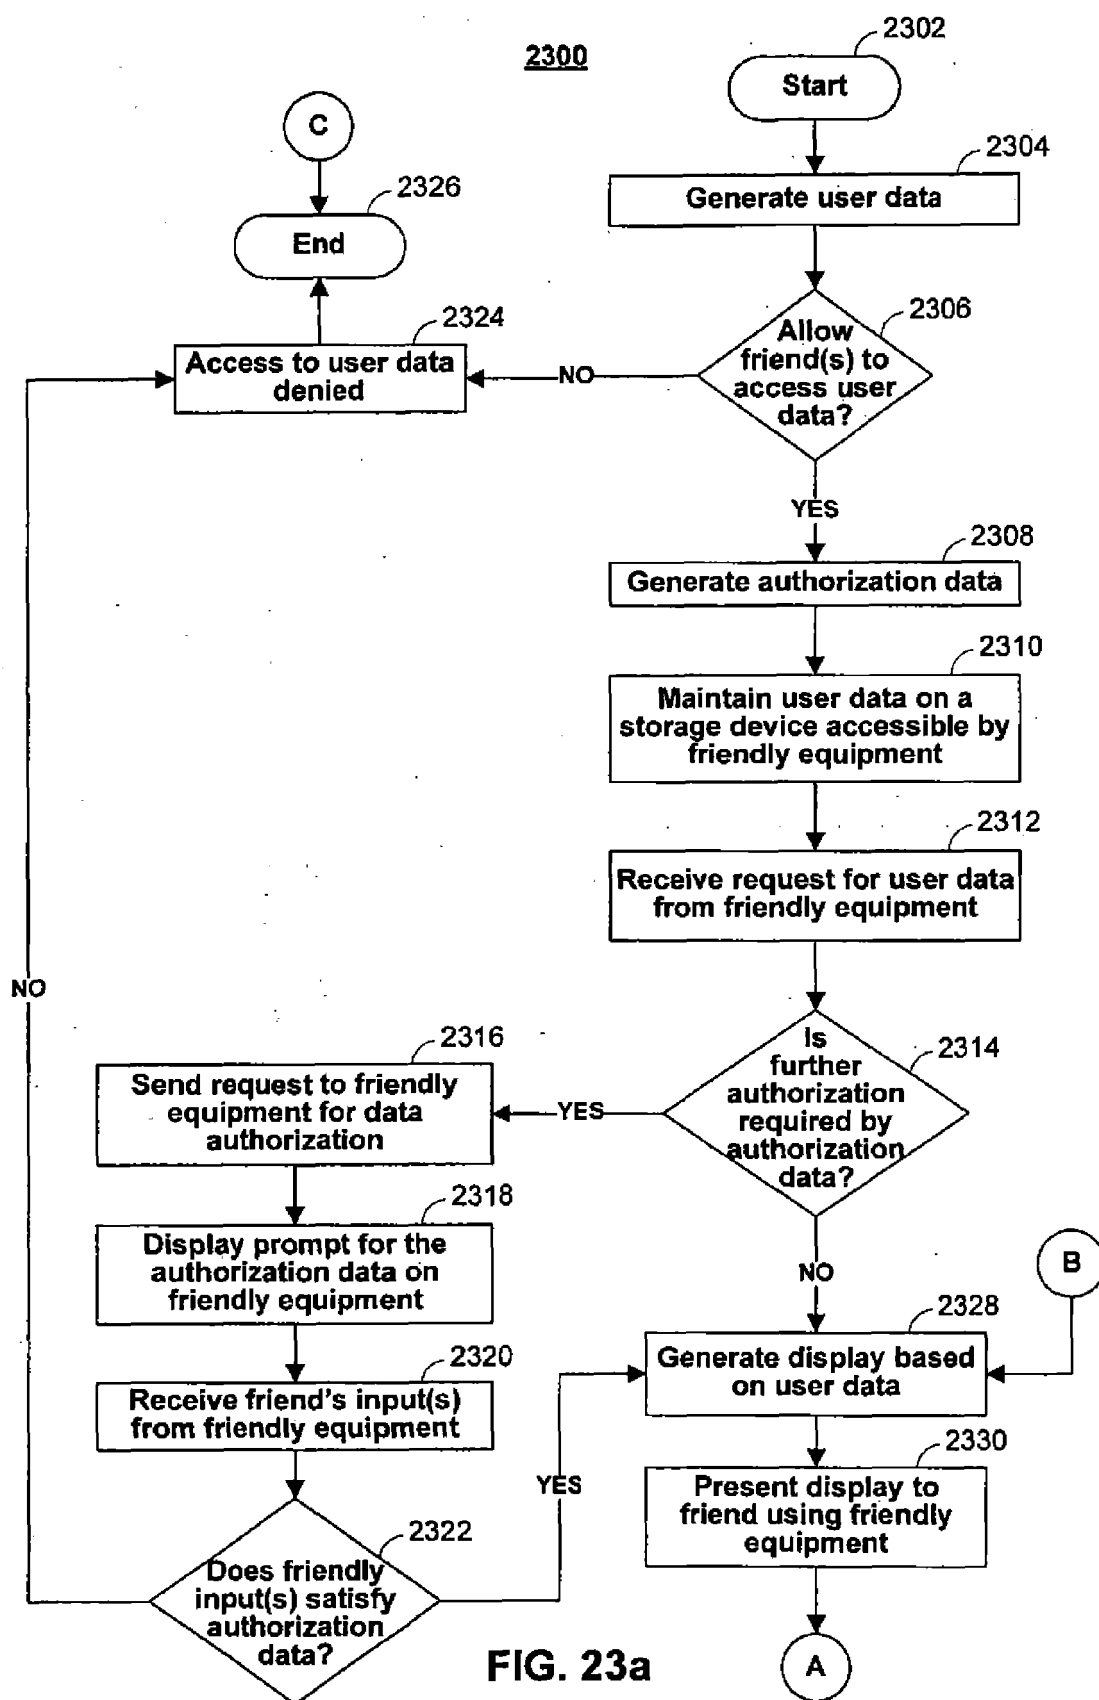 2300
2302
Start
C
2304
Generate user data
2326
End
2306
Allow
friend(s) to
access user
data?
2324
Access to user data
denied
NO
YES
2308
Generate authorization data
2310
Maintain user data on a
storage device accessible by
friendly equipment
2312
Receive request for user data
from friendly equipment
NO
2314
Is
further
authorization
required by
authorization
data?
2316
Send request to friendly
equipment for data
authorization
YES
2318
Display prompt for the
authorization data on
friendly equipment
NO
B
2328
Generate display based
on user data
2320
Receive friend's input(s)
from friendly equipment
YES
2330
Present display to
friend using friendly
equipment
2322
Does friendly
input(s) satisfy
authorization
data?
A
FIG. 23a